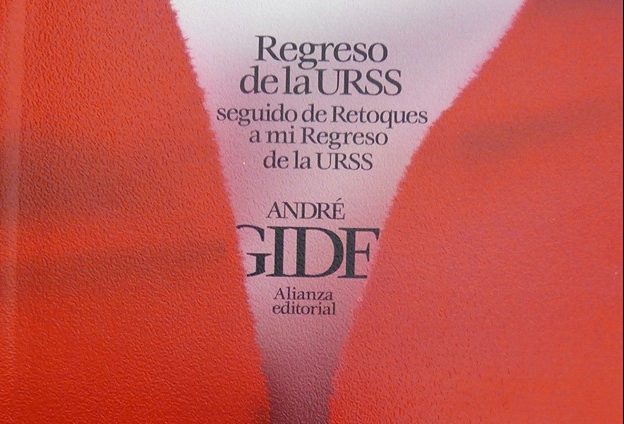 Regreso
de la URSS
seguido de Retoques
a mi Regreso
de la URSS
ANDRÉ
GIDE
Alianza
editorial